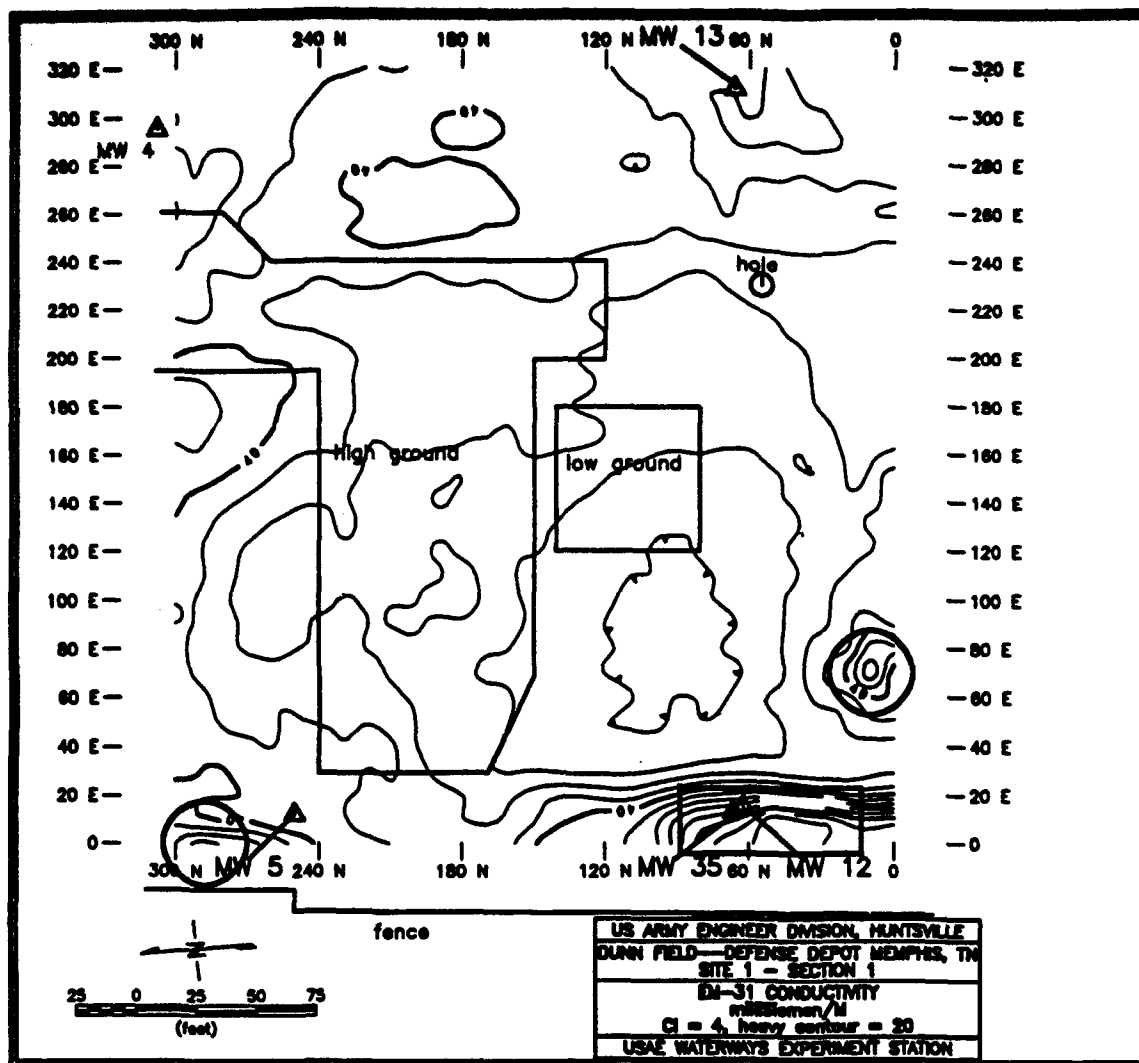 300 N 240 N 180 N 120 N MW 13 60 N 0
320 E 320 E
300 E 300 E
MW 4
280 E 280 E
260 E 260 E
240 E 240 E
hole
220 E 220 E
200 E 200 E
180 E 180 E
160 E high ground low ground 160 E
140 E 140 E
120 E 120 E
100 E 100 E
80 E 80 E
60 E 60 E
40 E 40 E
20 E 20 E
0 0
300 N MW 5 240 N 180 N 120 N MW 35 60 N MW 12 0
fence
N
25 0 25 50 75
(feet)
US ARMY ENGINEER DIVISION, HUNTSVILLE
DUNN FIELD—DEFENSE DEPOT MEMPHIS, TN
SITE 1 - SECTION 1
EM-31 CONDUCTIVITY
millisiemen/M
CI = 4, heavy contour = 20
USAE WATERWAYS EXPERIMENT STATION